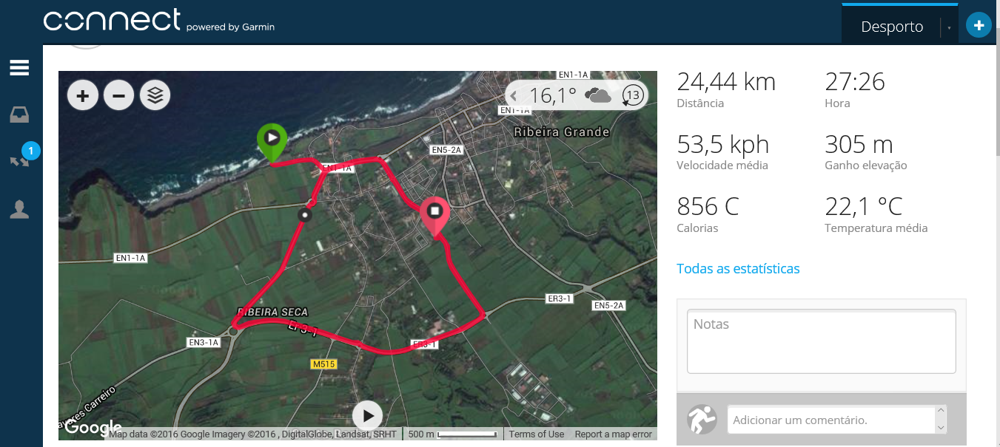 connect powered by Garmin
Desporto
1
EN1-1A
16,1° 13
EN1-1A
Ribeira Grande
EN5-2A
EN1-1A
EN1-1A
ER3-1
EN5-2A
RIBEIRA SECA
ER3-1
EN3-1A
ER3-1
M515
avores Carreiro
Google
Map data ©2016 Google Imagery ©2016 , DigitalGlobe, Landsat, SRHT
500 m
Terms of Use
Report a map error
24,44 km
Distância
27:26
Hora
53,5 kph
Velocidade média
305 m
Ganho elevação
856 C
Calorias
22,1 °C
Temperatura média
Todas as estatísticas
Notas
Adicionar um comentário.